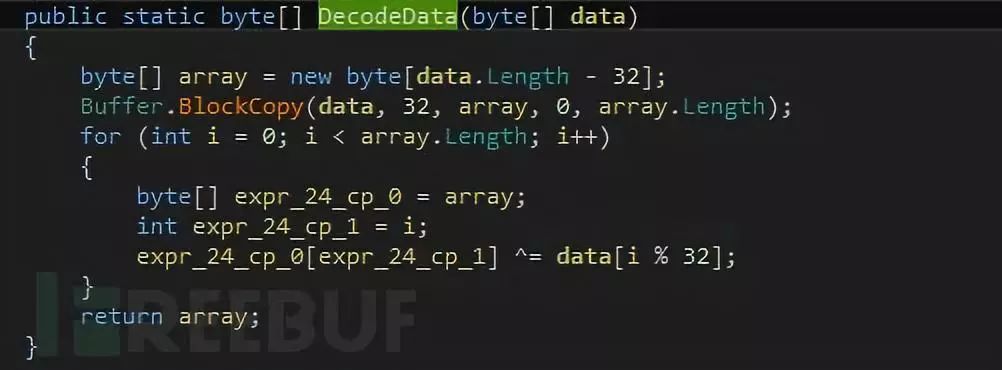 public static byte[] DecodeData(byte[] data)
{
    byte[] array = new byte[data.Length - 32];
    Buffer.BlockCopy(data, 32, array, 0, array.Length);
    for (int i = 0; i < array.Length; i++)
    {
        byte[] expr_24_cp_0 = array;
        int expr_24_cp_1 = i;
        expr_24_cp_0[expr_24_cp_1] ^= data[i % 32];
    }
    return array;
}
REEBUF